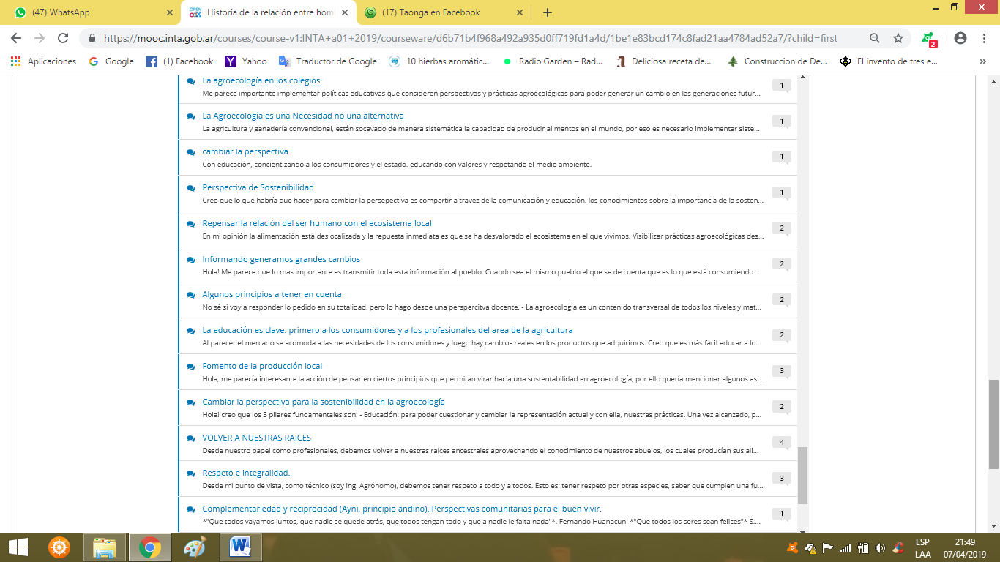 (47) WhatsApp
Historia de la relación entre hom
(17) Taonga en Facebook
https://mooc.inta.gob.ar/courses/course-v1:INTA+a01+2019/courseware/d6b71b4f968a492a935d0ff719fd1a4d/1be1e83bcd174c8fad21aa4784ad52a7/?child=first
2
Aplicaciones
Google
(1) Facebook
Yahoo
Traductor de Google
10 hierbas aromátic...
Radio Garden – Rad...
Deliciosa receta de...
Construccion de De...
El invento de tres e...
»
La agroecología en los colegios
1
Me parece importante implementar políticas educativas que consideren perspectivas y prácticas agroecológicas para poder generar un cambio en las generaciones futur...
La Agroecología es una Necesidad no una alternativa
1
La agricultura y ganadería convencional, están socavado de manera sistemática la capacidad de producir alimentos en el mundo, por eso es necesario implementar siste...
cambiar la perspectiva
1
Con educación, concientizando a los consumidores y el estado. educando con valores y respetando el medio ambiente.
Perspectiva de Sostenibilidad
1
Creo que lo que habría que hacer para cambiar la persepectiva es compartir a travez de la comunicación y educación, los conocimientos sobre la importancia de la sosten...
Repensar la relación del ser humano con el ecosistema local
2
En mi opinión la alimentación está deslocalizada y la repuesta inmediata es que se ha desvalorado el ecosistema en el que vivimos. Visibilizar prácticas agroecológicas des...
Informando generamos grandes cambios
2
Hola! Me parece que lo mas importante es transmitir toda esta información al pueblo. Cuando sea el mismo pueblo el que se de cuenta que es lo que está consumiendo ...
Algunos principios a tener en cuenta
2
No sé si voy a responder lo pedido en su totalidad, pero lo hago desde una perspercitva docente. - La agroecología es un contenido transversal de todos los niveles y mat...
La educación es clave: primero a los consumidores y a los profesionales del area de la agricultura
2
Al parecer el mercado se acomoda a las necesidades de los consumidores y luego hay cambios reales en los productos que adquirimos. Creo que es más fácil educar a lo...
Fomento de la producción local
3
Hola, me parecía interesante la acción de pensar en ciertos principios que permitan virar hacia una sustentabilidad en agroecología, por ello quería mencionar algunos as...
Cambiar la perspectiva para la sostenibilidad en la agroecología
2
Hola! creo que los 3 pilares fundamentales son: - Educación: para poder cuestionar y cambiar la representación actual y con ella, nuestras prácticas. Una vez alcanzado, p...
VOLVER A NUESTRAS RAICES
4
Desde nuestro papel como profesionales, debemos volver a nuestras raíces ancestrales aprovechando el conocimiento de nuestros abuelos, los cuales producían sus ali...
Respeto e integralidad.
3
Desde mi punto de vista, como técnico (soy Ing. Agrónomo), debemos tener respeto a todo y a todos. Esto es: tener respeto por otras especies, saber que cumplen una fu...
Complementariedad y reciprocidad (Ayni, principio andino). Perspectivas comunitarias para el buen vivir.
1
*"Que todos vayamos juntos, que nadie se quede atrás, que todos tengan todo y que a nadie le falta nada"*. Fernando Huanacuni *"Que todos los seres sean felices"* S....
ESP
LAA
21:49
07/04/2019